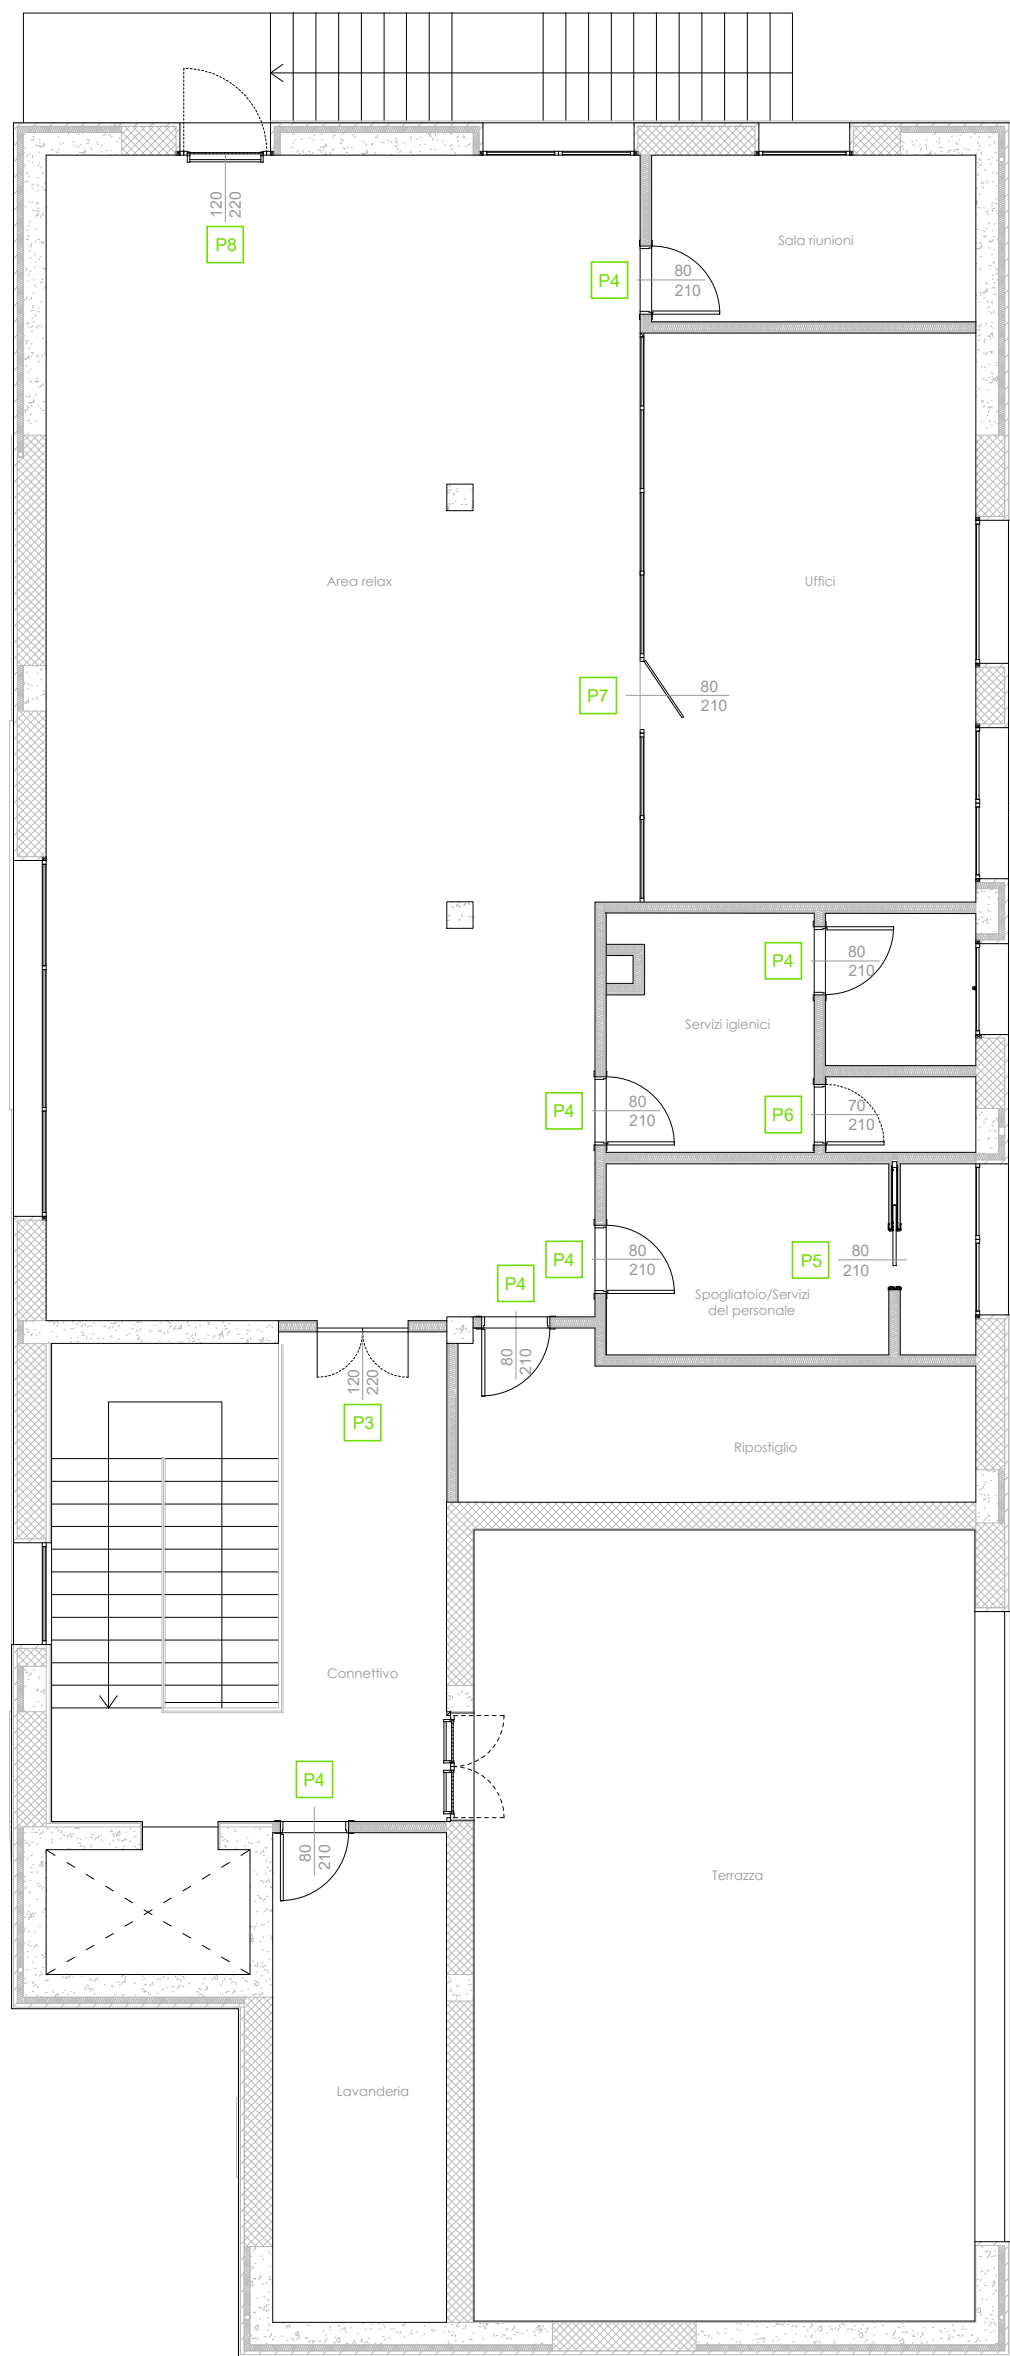 120
220
P8
Sala riunioni
P4
80
210
Area relax
Uffici
P7
80
210
P4
80
210
Servizi igienici
P4
80
210
P6
70
210
P4
80
210
P5
80
210
P4
80
210
Spogliatoio/Servizi
del personale
120
220
P3
Ripostiglio
Connettivo
P4
80
210
Terrazza
Lavanderia